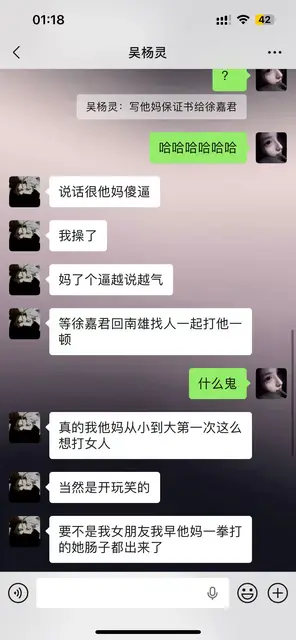 01:18
42
吴杨灵
?
吴杨灵：写他妈保证书给徐嘉君
哈哈哈哈哈哈
说话很他妈傻逼
我操了
妈了个逼越说越气
等徐嘉君回南雄找人一起打他一
顿
什么鬼
真的我他妈从小到大第一次这么
想打女人
当然是开玩笑的
要不是我女朋友我早他妈一拳打
的她肠子都出来了